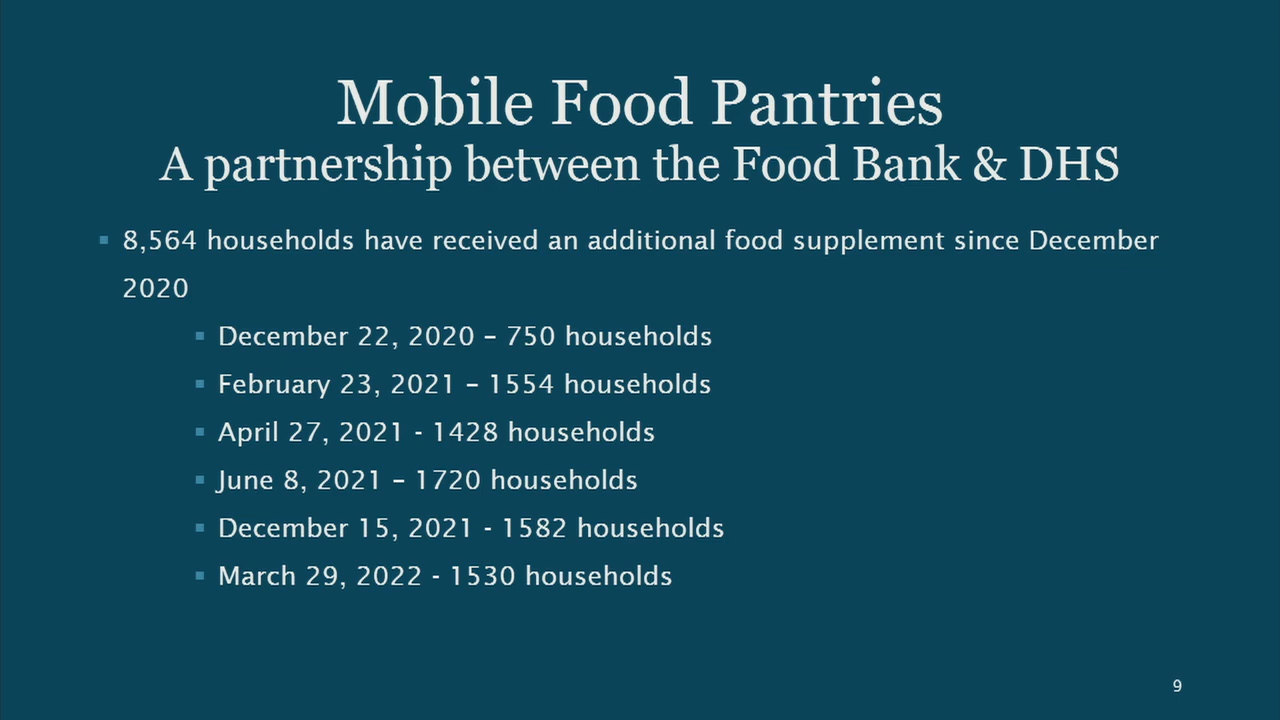 Mobile Food Pantries
A partnership between the Food Bank & DHS
▪ 8,564 households have received an additional food supplement since December
2020
▪ December 22, 2020 – 750 households
▪ February 23, 2021 – 1554 households
▪ April 27, 2021 - 1428 households
▪ June 8, 2021 – 1720 households
▪ December 15, 2021 - 1582 households
▪ March 29, 2022 - 1530 households
9